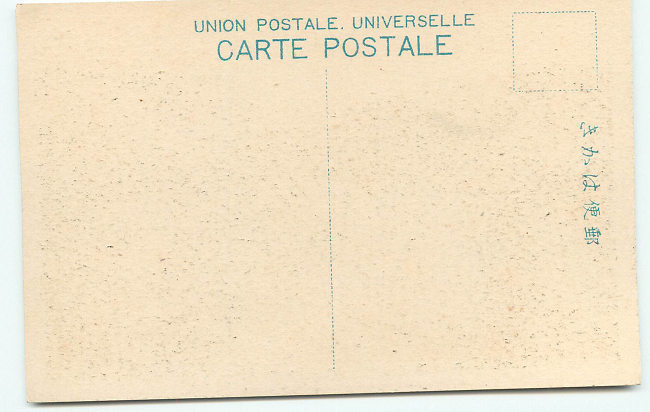 UNION POSTALE. UNIVERSELLE
CARTE POSTALE
郵便はかき